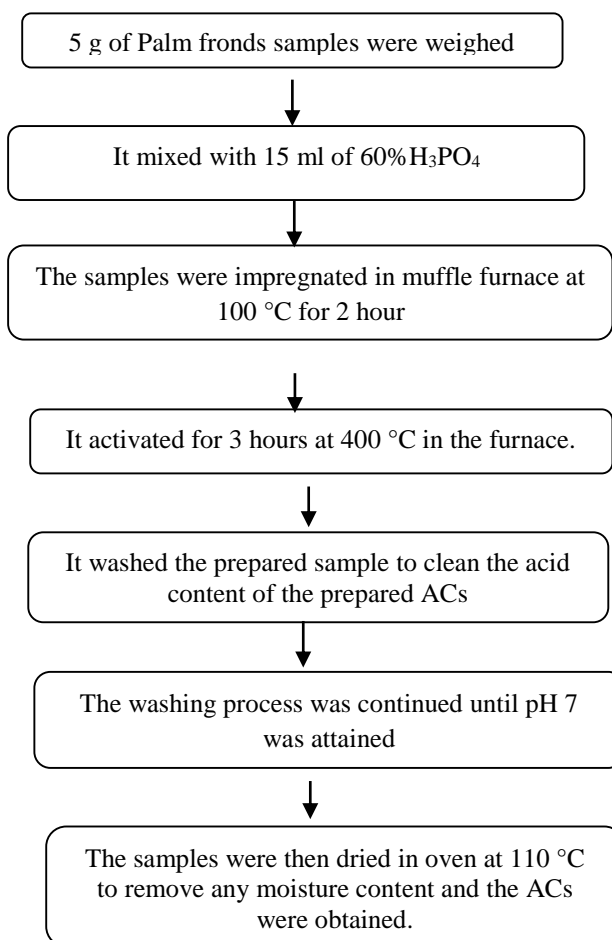 5 g of Palm fronds samples were weighed
It mixed with 15 ml of 60%H₃PO₄
The samples were impregnated in muffle furnace at
100 °C for 2 hour
It activated for 3 hours at 400 °C in the furnace.
It washed the prepared sample to clean the acid
content of the prepared ACs
The washing process was continued until pH 7
was attained
The samples were then dried in oven at 110 °C
to remove any moisture content and the ACs
were obtained.